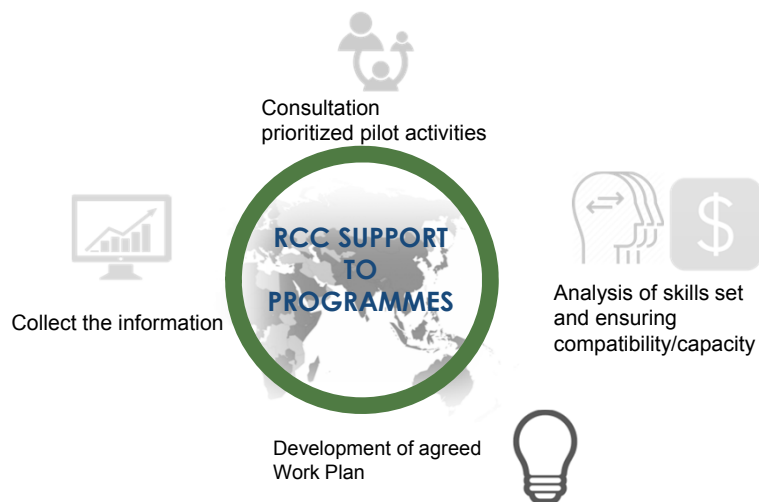 Consultation
prioritized pilot activities
RCC SUPPORT
TO
PROGRAMMES
$
Collect the information
Analysis of skills set
and ensuring
compatibility/capacity
Development of agreed
Work Plan